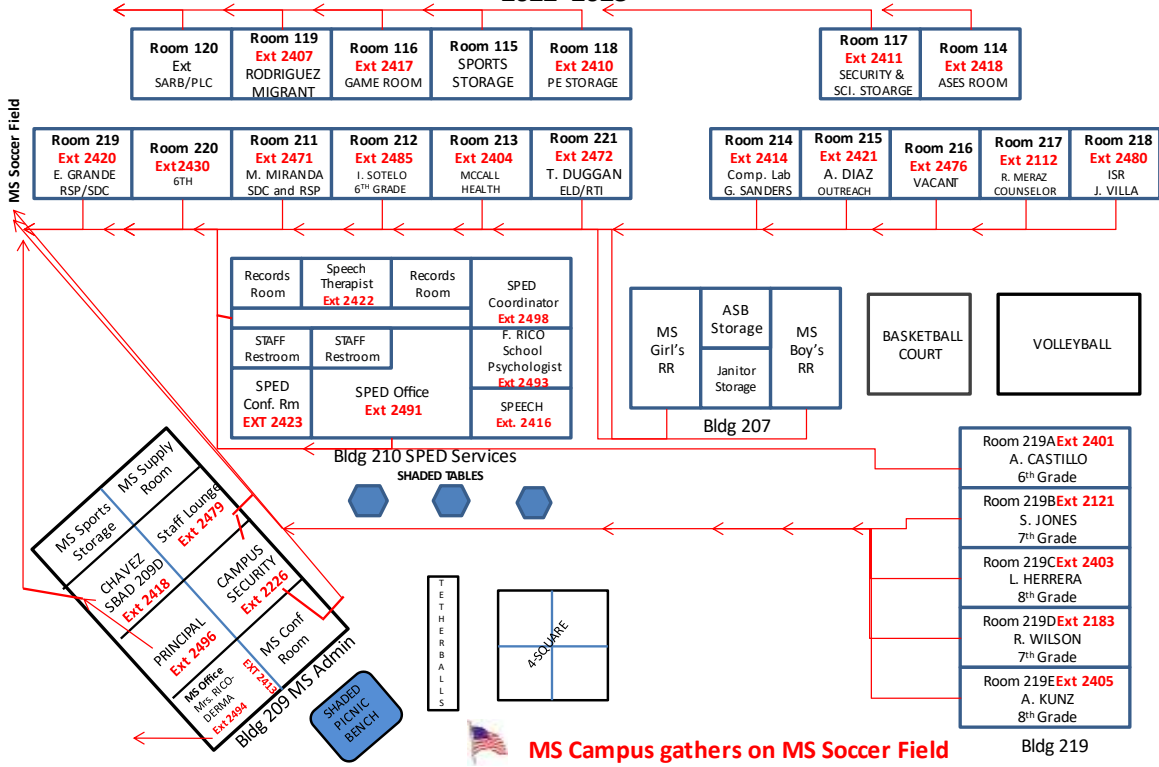 2022-2023
Room 120
Ext
SARB/PLC
Room 119
Ext 2407
RODRIGUEZ
MIGRANT
Room 116
Ext 2417
GAME ROOM
Room 115
SPORTS
STORAGE
Room 118
Ext 2410
PE STORAGE
Room 117
Ext 2411
SECURITY &
SCI. STOARGE
Room 114
Ext 2418
ASES ROOM
MS Soccer Field
Room 219
Ext 2420
E. GRANDE
RSP/SDC
Room 220
Ext2430
6TH
Room 211
Ext 2471
M. MIRANDA
SDC and RSP
Room 212
Ext 2485
I. SOTELO
6TH GRADE
Room 213
Ext 2404
MCCALL
HEALTH
Room 221
Ext 2472
T. DUGGAN
ELD/RTI
Room 214
Ext 2414
Comp. Lab
G. SANDERS
Room 215
Ext 2421
A. DIAZ
OUTREACH
Room 216
Ext 2476
VACANT
Room 217
Ext 2112
R. MERAZ
COUNSELOR
Room 218
Ext 2480
ISR
J. VILLA
Records
Room
Speech
Therapist
Ext 2422
Records
Room
SPED
Coordinator
Ext 2498
STAFF
Restroom
STAFF
Restroom
F. RICO
School
Psychologist
Ext 2493
SPED
Conf. Rm
EXT 2423
SPED Office
Ext 2491
SPEECH
Ext. 2416
Bldg 210 SPED Services
MS
Girl's
RR
ASB
Storage
Janitor
Storage
MS
Boy's
RR
Bldg 207
BASKETBALL
COURT
VOLLEYBALL
SHADED TABLES
Room 219A Ext 2401
A. CASTILLO
6th Grade
Room 219B Ext 2121
S. JONES
7th Grade
Room 219C Ext 2403
L. HERRERA
8th Grade
Room 219D Ext 2183
R. WILSON
7th Grade
Room 219E Ext 2405
A. KUNZ
8th Grade
Bldg 219
MS Sports
Storage
MS Supply
Room
CHAVEZ
SBAD 209D
Ext 2418
Staff Lounge
Ext 2479
PRINCIPAL
Ext 2496
CAMPUS
SECURITY
Ext 2226
MS Office
Mrs. RICO-
DERMA
Ext 2494
EXT 2413
MS Conf
Room
Bldg 209 MS Admin
SHADED
PICNIC
BENCH
TETHERBALLS
4-SQUARE
MS Campus gathers on MS Soccer Field